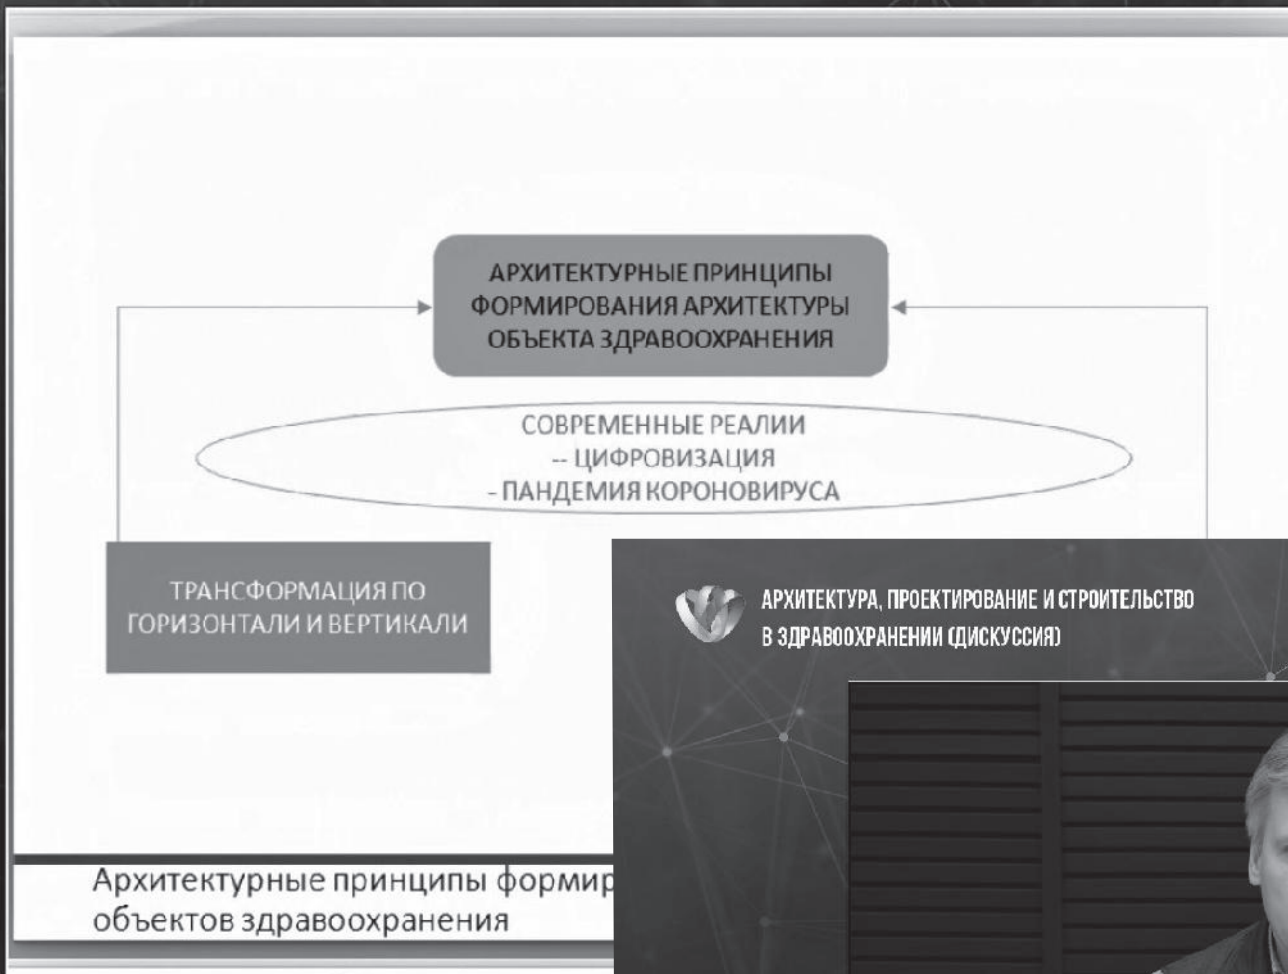 АРХИТЕКТУРНЫЕ ПРИНЦИПЫ
ФОРМИРОВАНИЯ АРХИТЕКТУРЫ
ОБЪЕКТА ЗДРАВООХРАНЕНИЯ
СОВРЕМЕННЫЕ РЕАЛИИ
-- ЦИФРОВИЗАЦИЯ
- ПАНДЕМИЯ КОРОНОВИРУСА
ТРАНСФОРМАЦИЯ ПО
ГОРИЗОНТАЛИ И ВЕРТИКАЛИ
АРХИТЕКТУРА, ПРОЕКТИРОВАНИЕ И СТРОИТЕЛЬСТВО
В ЗДРАВООХРАНЕНИИ (ДИСКУССИЯ)
Архитектурные принципы формир
объектов здравоохранения